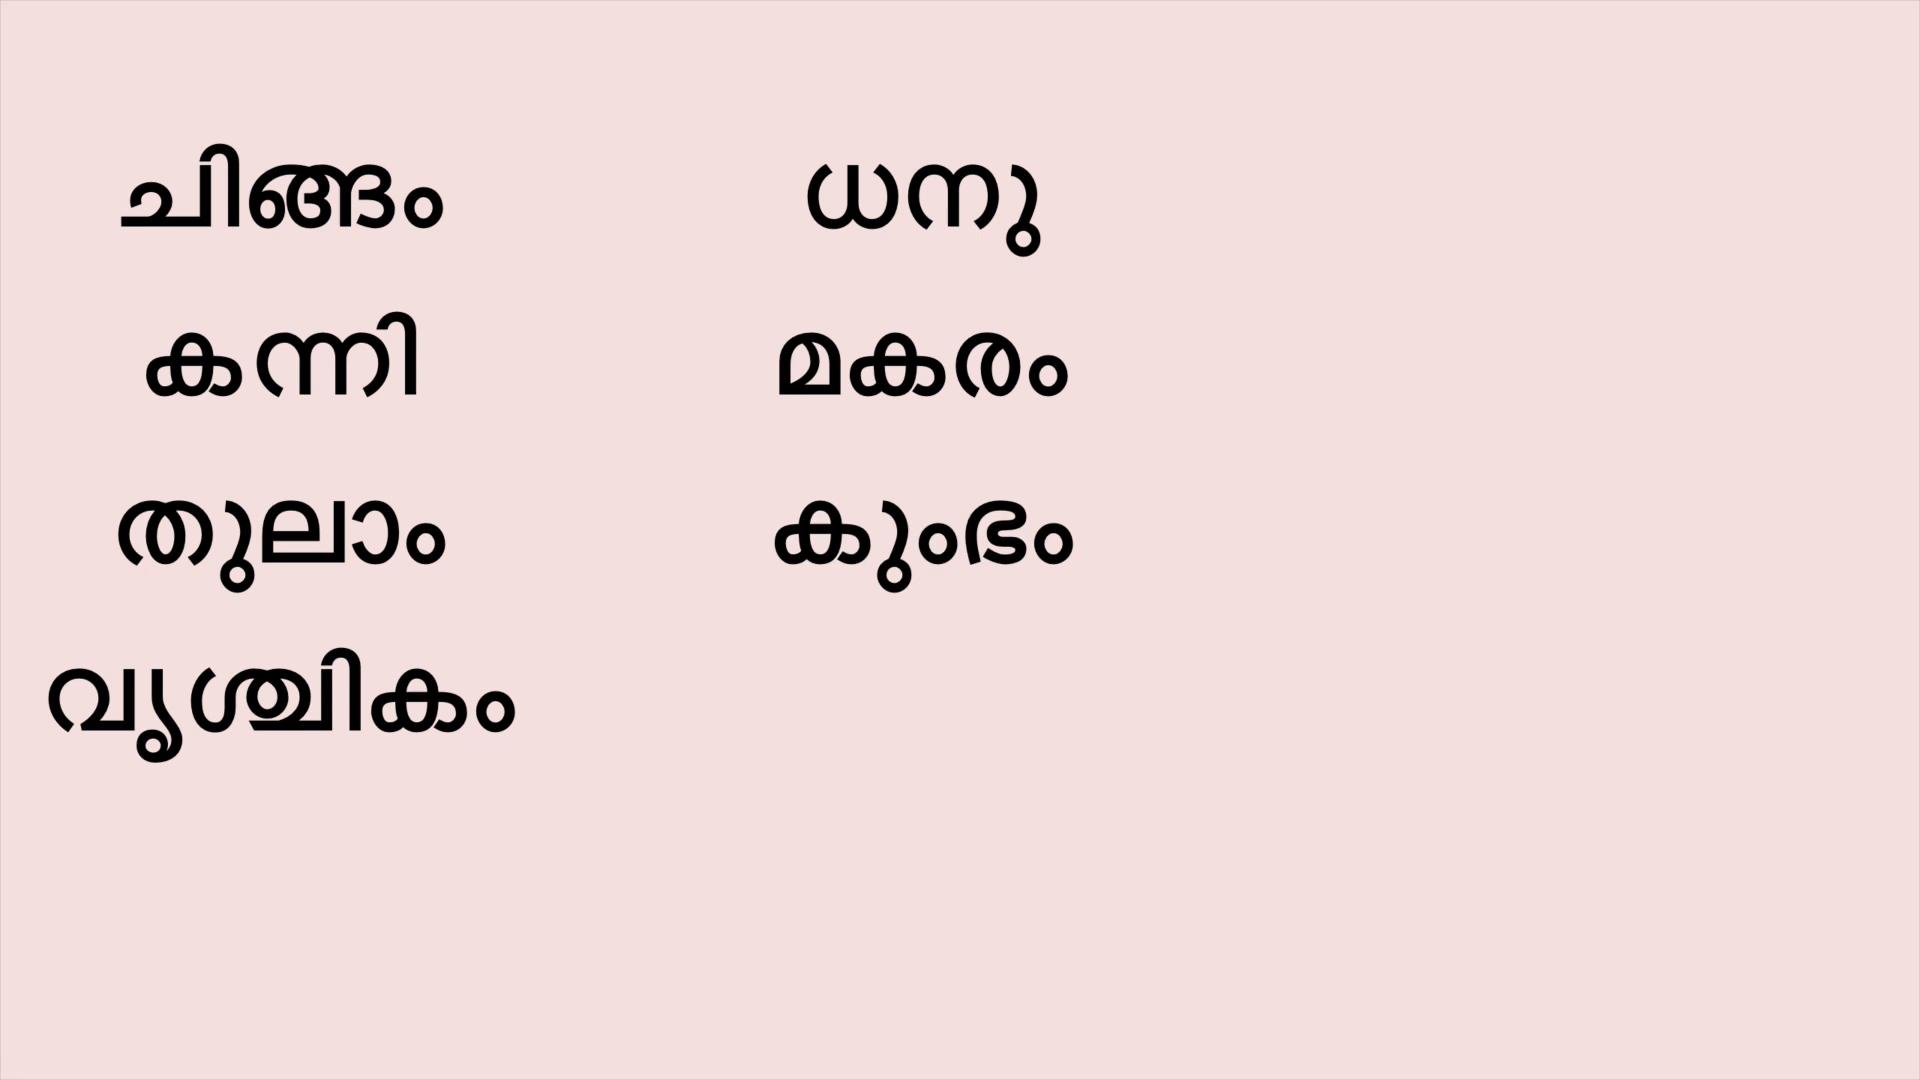 ചിങ്ങം
കന്നി
തുലാം
വൃശ്ചികം
ധനു
മകരം
കുംഭം